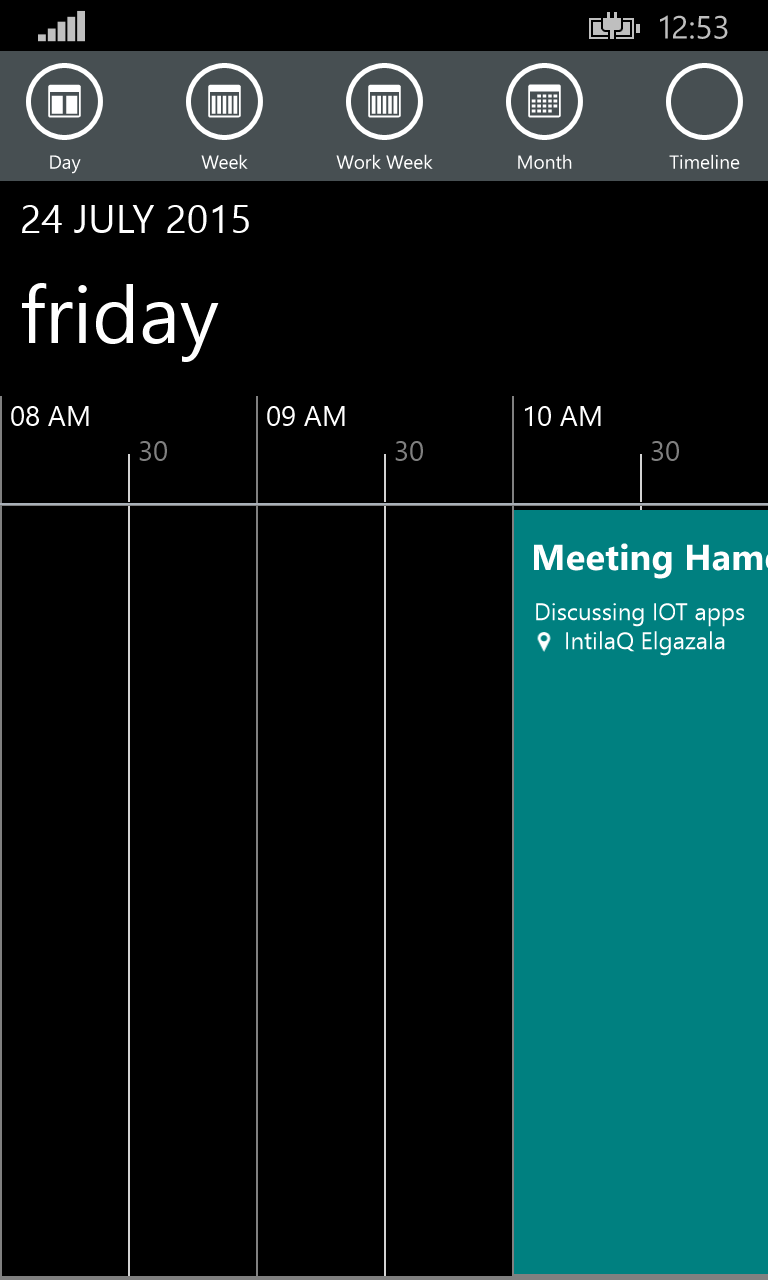 12:53
Day Week Work Week Month Timeline
24 JULY 2015
friday
08 AM 09 AM 10 AM
30 30 30
Meeting
Discussing IOT apps
IntilaQ Elgazala